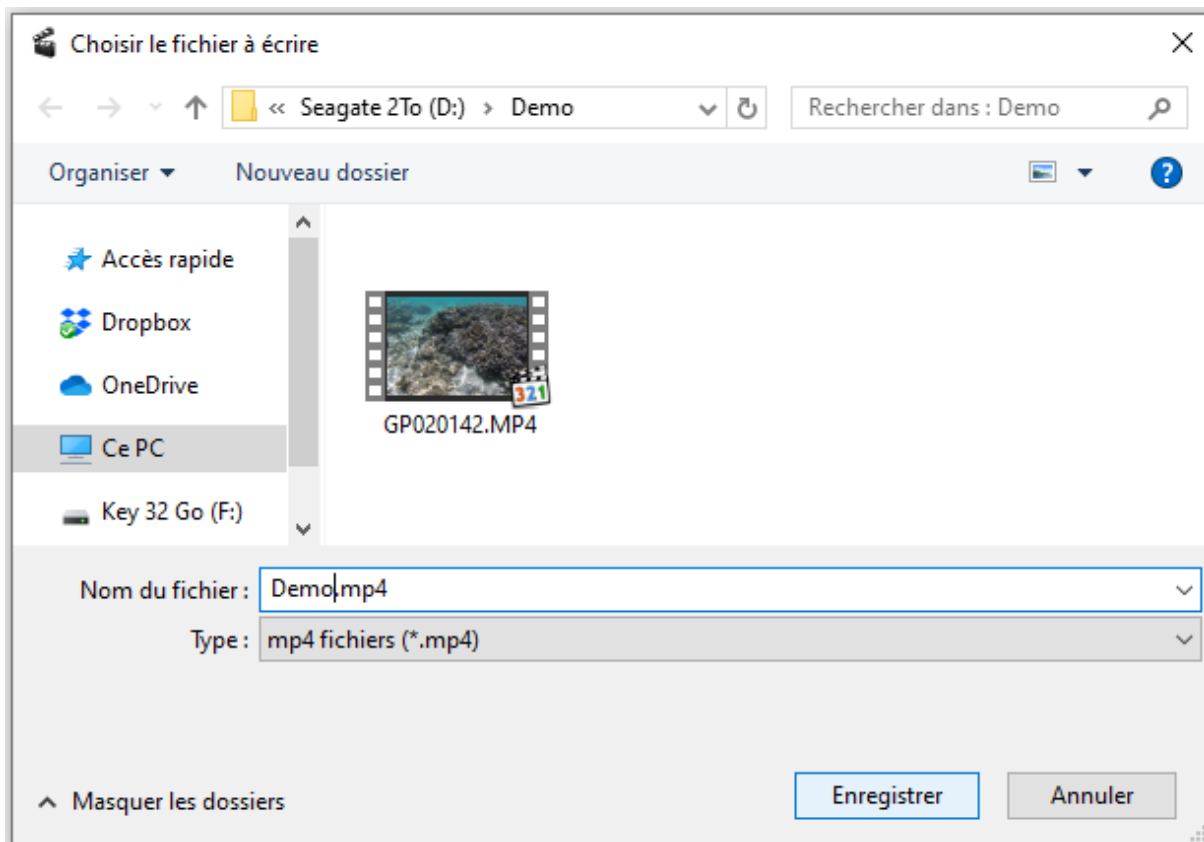 Choisir le fichier à écrire
« Seagate 2To (D:) › Demo
Rechercher dans : Demo
Organiser
Nouveau dossier
?
Accès rapide
Dropbox
OneDrive
Ce PC
Key 32 Go (F:)
321
GP020142.MP4
Nom du fichier : Demo.mp4
Type : mp4 fichiers (*.mp4)
Masquer les dossiers
Enregistrer
Annuler